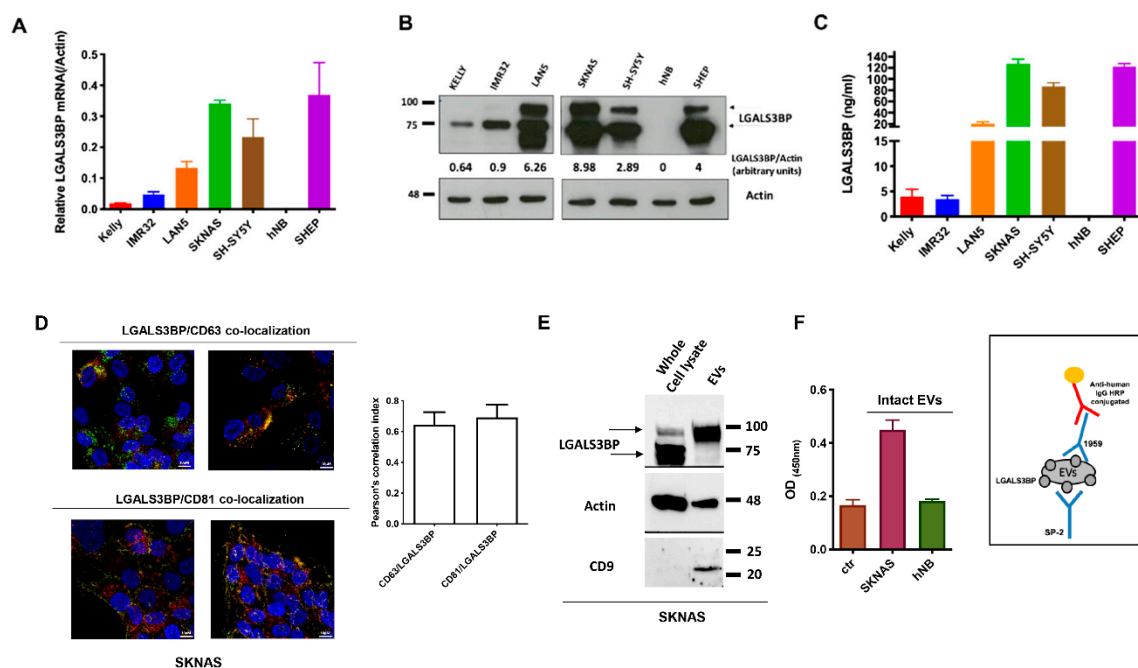 A
Relative LGALS3BP mRNA(/Actin)
0.5
0.4
0.3
0.2
0.1
0.0
Kelly
IMR32
LAN5
SKNAS
SH-SY5Y
hNB
SHEP
B
KELLY
IMR32
LAN5
SKNAS
SH-SY5Y
hNB
SHEP
100
75
LGALS3BP
0.64 0.9 6.26 8.98 2.89 0 4
LGALS3BP/Actin
(arbitrary units)
48
Actin
C
LGALS3BP (ng/ml)
140
120
100
80
60
40
20
15
10
5
0
Kelly
IMR32
LAN5
SKNAS
SH-SY5Y
hNB
SHEP
D
LGALS3BP/CD63 co-localization
LGALS3BP/CD81 co-localization
SKNAS
Pearson's correlation index
0.8
0.6
0.4
0.2
0.0
CD63/LGALS3BP
CD81/LGALS3BP
E
Whole
Cell lysate
EVs
LGALS3BP
100
75
Actin
48
CD9
25
20
SKNAS
F
OD (450nm)
0.6
0.4
0.2
0.0
Intact EVs
ctr
SKNAS
hNB
Anti-human
IgG HRP
conjugated
1959
EVs
LGALS3BP
SP-2